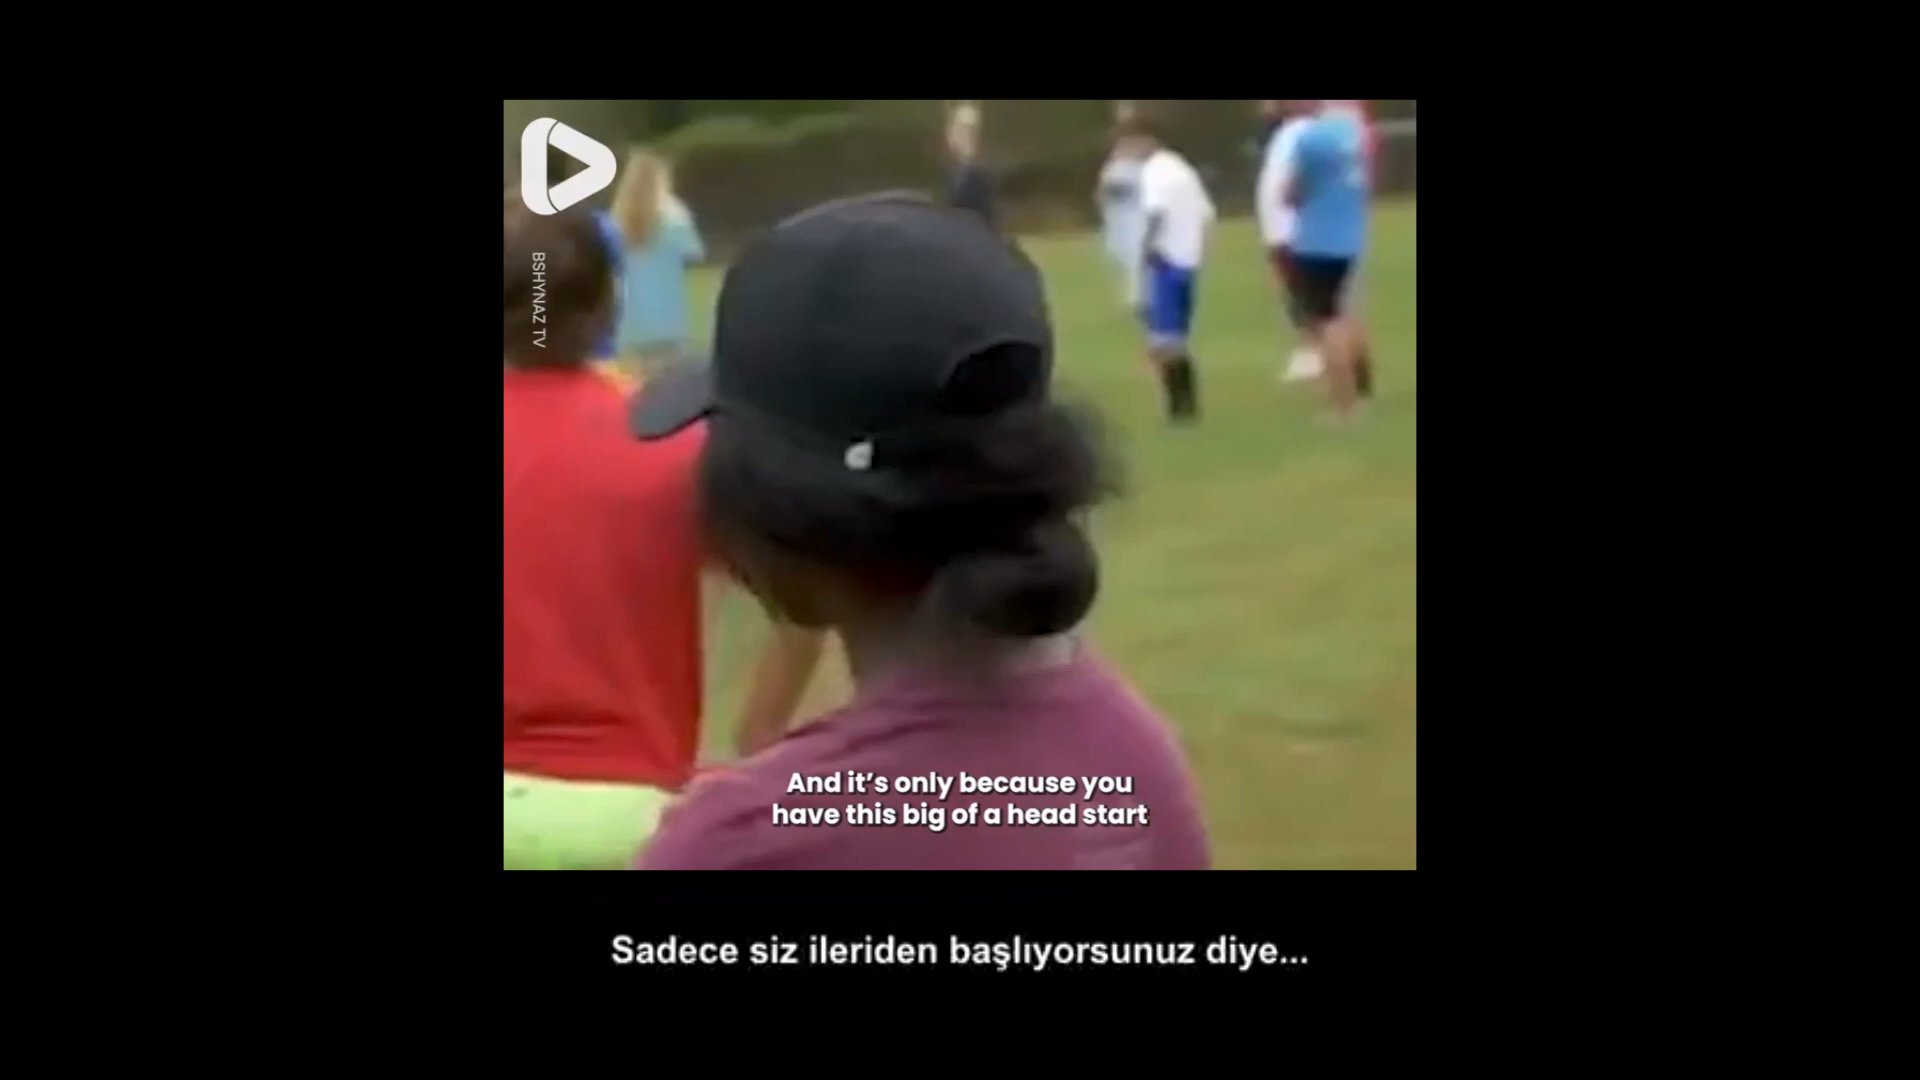 BSHYNAZ TV
And it's only because you
have this big of a head start
Sadece siz ileriden başlıyorsunuz diye...